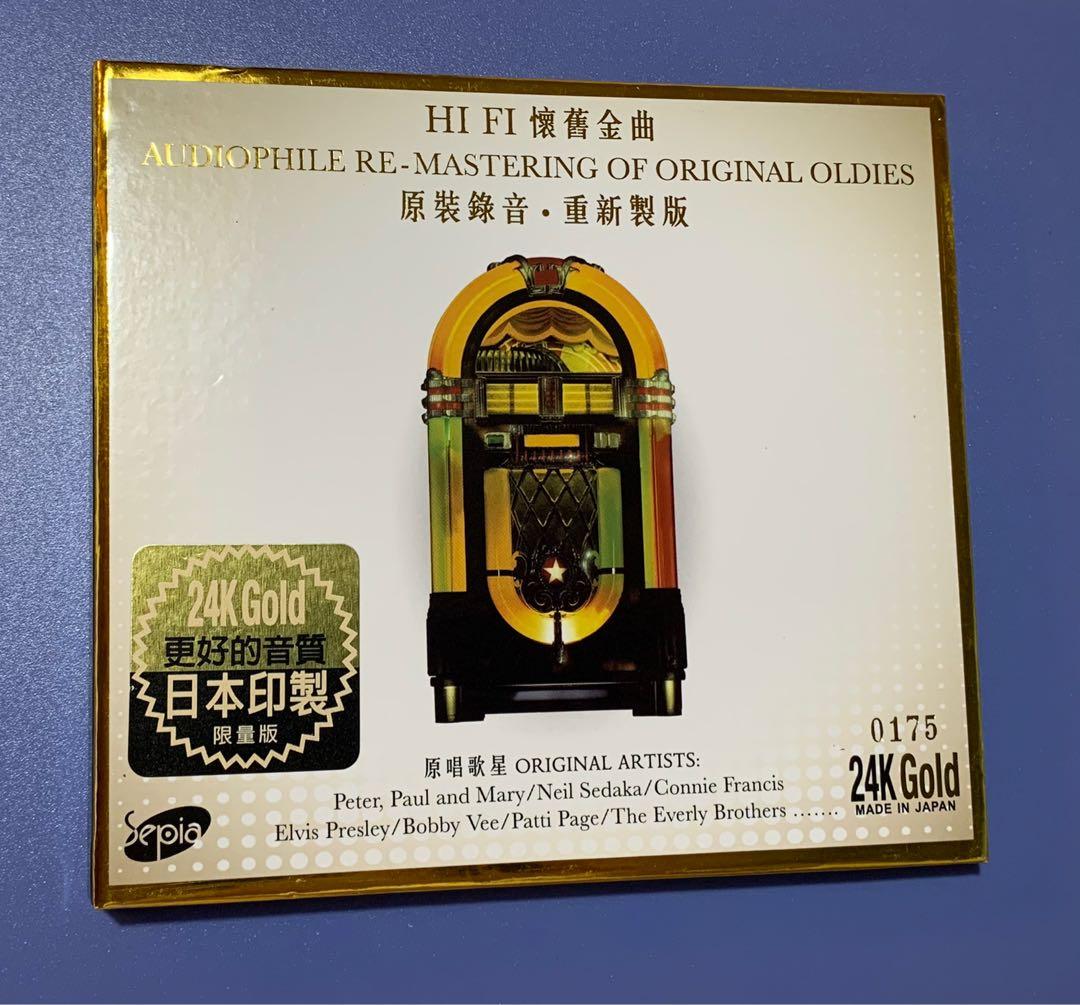 HI FI 懷舊金曲
AUDIOPHILE RE-MASTERING OF ORIGINAL OLDIES
原裝錄音·重新製版
24K Gold
更好的音質
日本印製
限量版
0175
24K Gold
MADE IN JAPAN
原唱歌星 ORIGINAL ARTISTS:
Peter, Paul and Mary/Neil Sedaka/Connie Francis
Elvis Presley/Bobby Vee/Patti Page/The Everly Brothers .......
Sepia